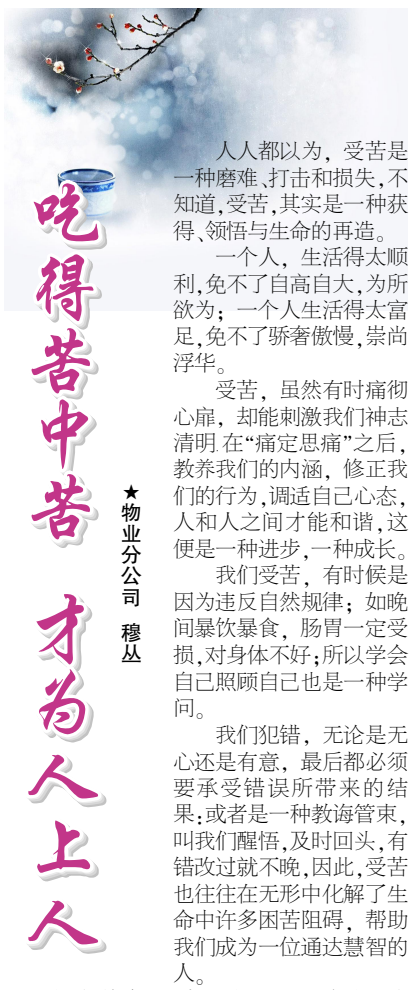 吃得苦中苦 才为人上人
★物业分公司 穆丛
人人都以为，受苦是
一种磨难、打击和损失，不
知道，受苦，其实是一种获
得、领悟与生命的再造。
一个人，生活得太顺
利，免不了自高自大，为所
欲为；一个人生活得太富
足，免不了骄奢傲慢，崇尚
浮华。
受苦，虽然有时痛彻
心扉，却能刺激我们神志
清明.在“痛定思痛”之后，
教养我们的内涵，修正我
们的行为，调适自己心态，
人和人之间才能和谐，这
便是一种进步，一种成长。
我们受苦，有时候是
因为违反自然规律；如晚
间暴饮暴食，肠胃一定受
损，对身体不好；所以学会
自己照顾自己也是一种学
问。
我们犯错，无论是无
心还是有意，最后都必须
要承受错误所带来的结
果：或者是一种教诲管束，
叫我们醒悟，及时回头，有
错改过就不晚，因此，受苦
也往往在无形中化解了生
命中许多困苦阻碍，帮助
我们成为一位通达慧智的
人。